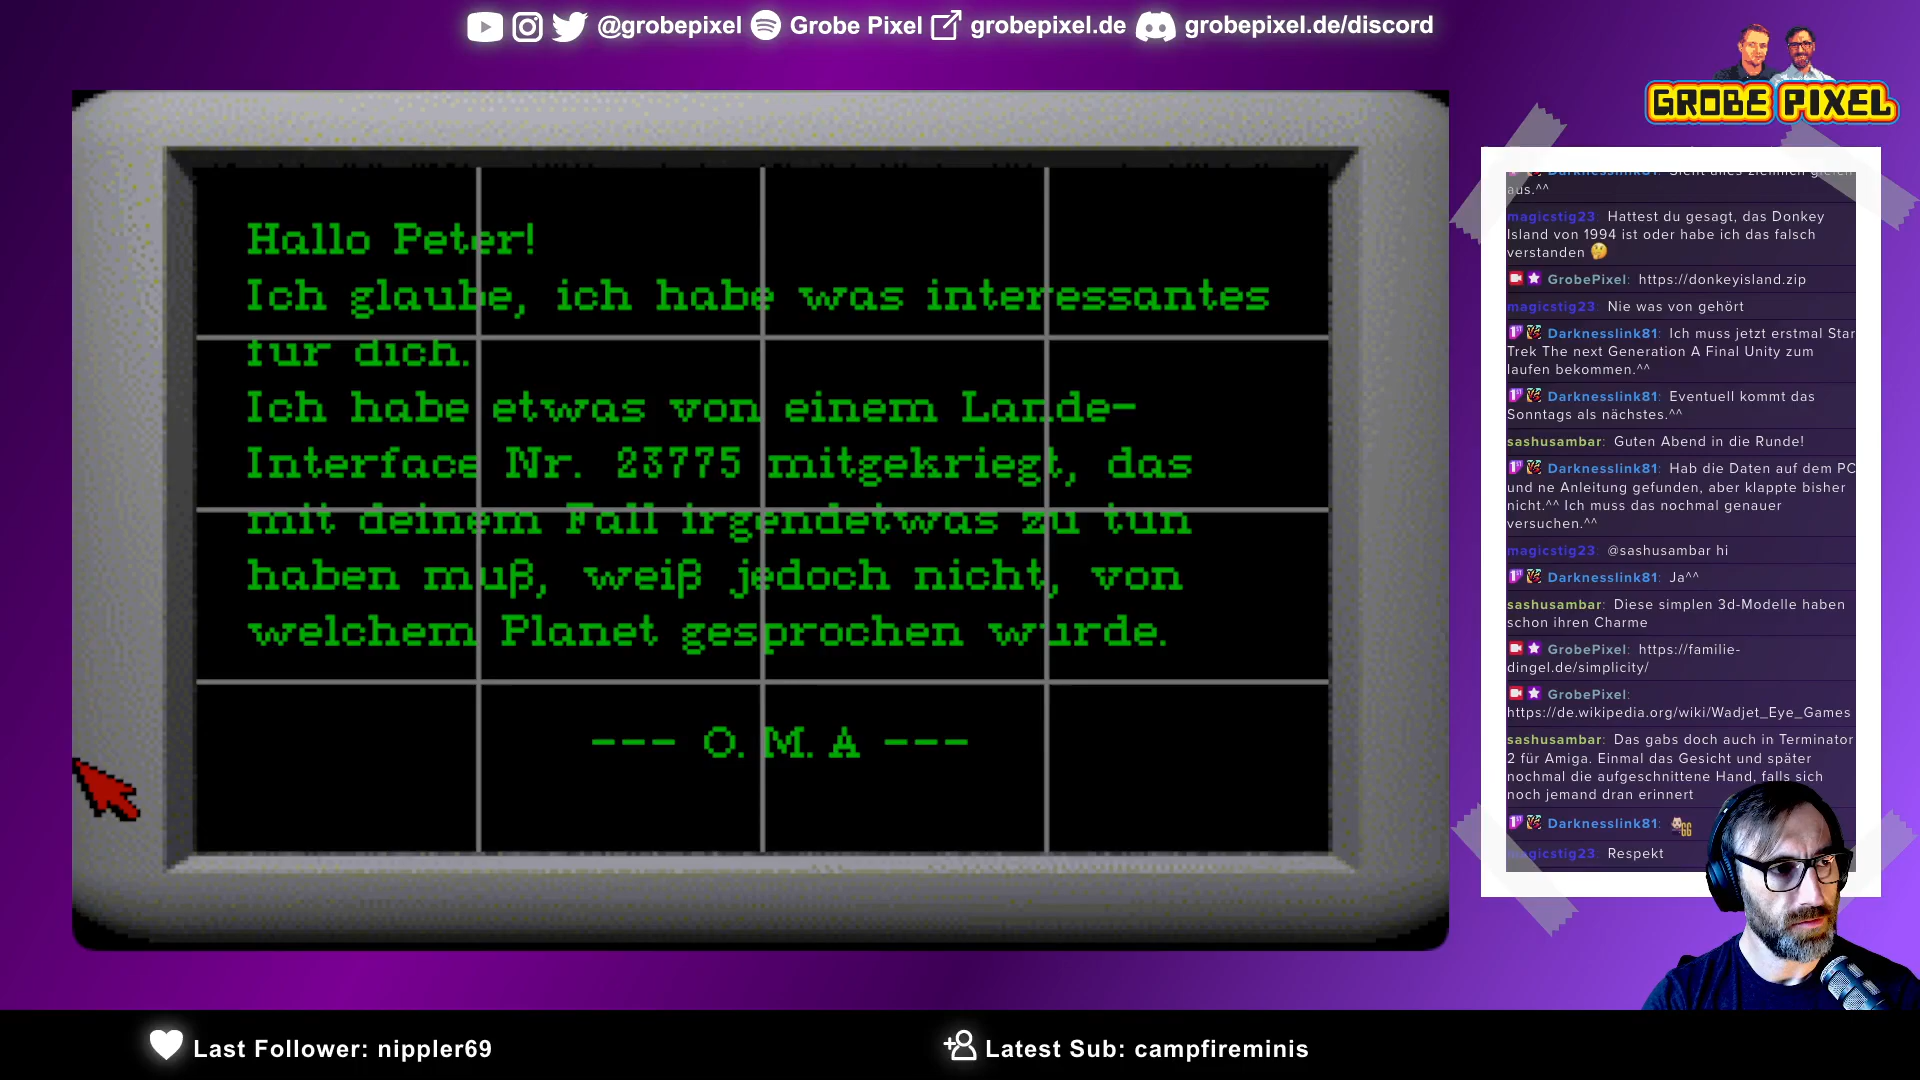 @grobepixel Grobe Pixel grobepixel.de grobepixel.de/discord
GROBE PIXEL
Hallo Peter!
Ich glaube, ich habe was interessantes
für dich.
Ich habe etwas von einem Lande-
Interface Nr. 23775 mitgekriegt, das
mit deinem Fall irgendetwas zu tun
haben muß, weiß jedoch nicht, von
welchem Planet gesprochen wurde.
--- O. M. A ---
Darknesslink81: Sieht alles ziemlich gleich
aus.^^
magicstig23: Hattest du gesagt, das Donkey
Island von 1994 ist oder habe ich das falsch
verstanden 🤔
GrobePixel: https://donkeyisland.zip
magicstig23: Nie was von gehört
Darknesslink81: Ich muss jetzt erstmal Star
Trek The next Generation A Final Unity zum
laufen bekommen.^^
Darknesslink81: Eventuell kommt das
Sonntags als nächstes.^^
sashusambar: Guten Abend in die Runde!
Darknesslink81: Hab die Daten auf dem PC
und ne Anleitung gefunden, aber klappte bisher
nicht.^^ Ich muss das nochmal genauer
versuchen.^^
magicstig23: @sashusambar hi
Darknesslink81: Ja^^
sashusambar: Diese simplen 3d-Modelle haben
schon ihren Charme
GrobePixel: https://familie-
dingel.de/simplicity/
GrobePixel:
https://de.wikipedia.org/wiki/Wadjet_Eye_Games
sashusambar: Das gabs doch auch in Terminator
2 für Amiga. Einmal das Gesicht und später
nochmal die aufgeschnittene Hand, falls sich
noch jemand dran erinnert
Darknesslink81: GG
magicstig23: Respekt
Last Follower: nippler69
Latest Sub: campfireminis